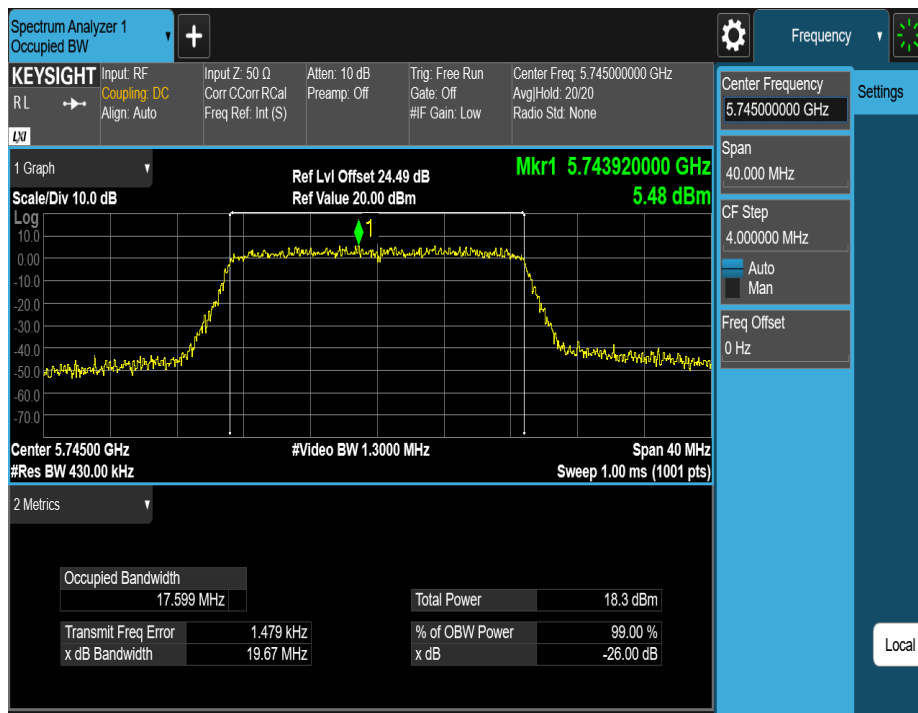 Spectrum Analyzer 1
Occupied BW
+
Frequency
KEYSIGHT
RL
LXI
Input: RF
Coupling: DC
Align: Auto
Input Z: 50 Ω
Corr CCorr RCal
Freq Ref: Int (S)
Atten: 10 dB
Preamp: Off
Trig: Free Run
Gate: Off
#IF Gain: Low
Center Freq: 5.745000000 GHz
Avg|Hold: 20/20
Radio Std: None
Center Frequency
5.745000000 GHz
Settings
Span
40.000 MHz
CF Step
4.000000 MHz
Auto
Man
Freq Offset
0 Hz
Local
1 Graph
Scale/Div 10.0 dB
Ref Lvl Offset 24.49 dB
Ref Value 20.00 dBm
Mkr1 5.743920000 GHz
5.48 dBm
Log
1
10.0
0.00
-10.0
-20.0
-30.0
-40.0
-50.0
-60.0
-70.0
Center 5.74500 GHz
#Video BW 1.3000 MHz
Span 40 MHz
#Res BW 430.00 kHz
Sweep 1.00 ms (1001 pts)
2 Metrics
Occupied Bandwidth
17.599 MHz
Total Power 18.3 dBm
Transmit Freq Error 1.479 kHz
% of OBW Power 99.00 %
x dB Bandwidth 19.67 MHz
x dB -26.00 dB